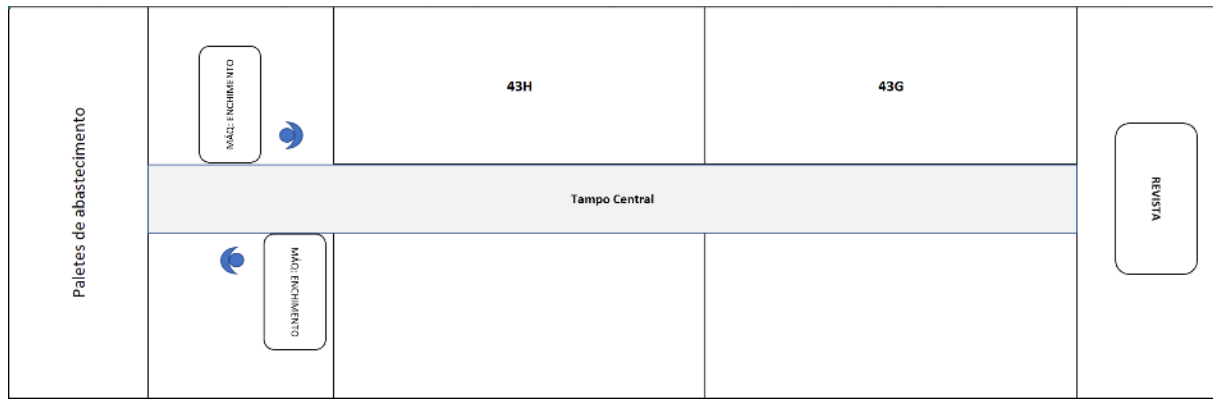 Paletes de abastecimento
MÁQ: ENCHIMENTO
43H
43G
Tampo Central
MÁQ: ENCHIMENTO
REVISTA